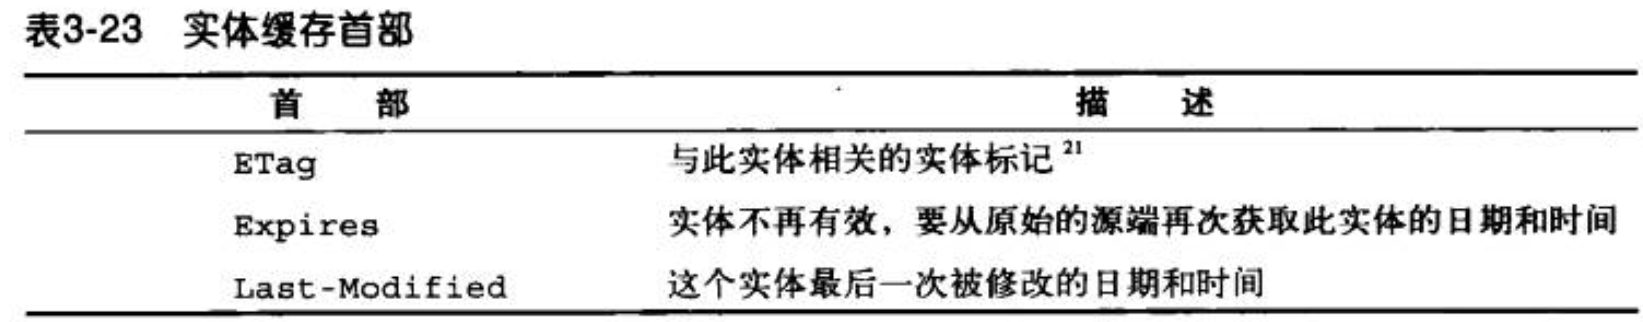 表3-23 实体缓存首部
首 部 描 述
ETag 与此实体相关的实体标记21
Expires 实体不再有效，要从原始的源端再次获取此实体的日期和时间
Last-Modified 这个实体最后一次被修改的日期和时间